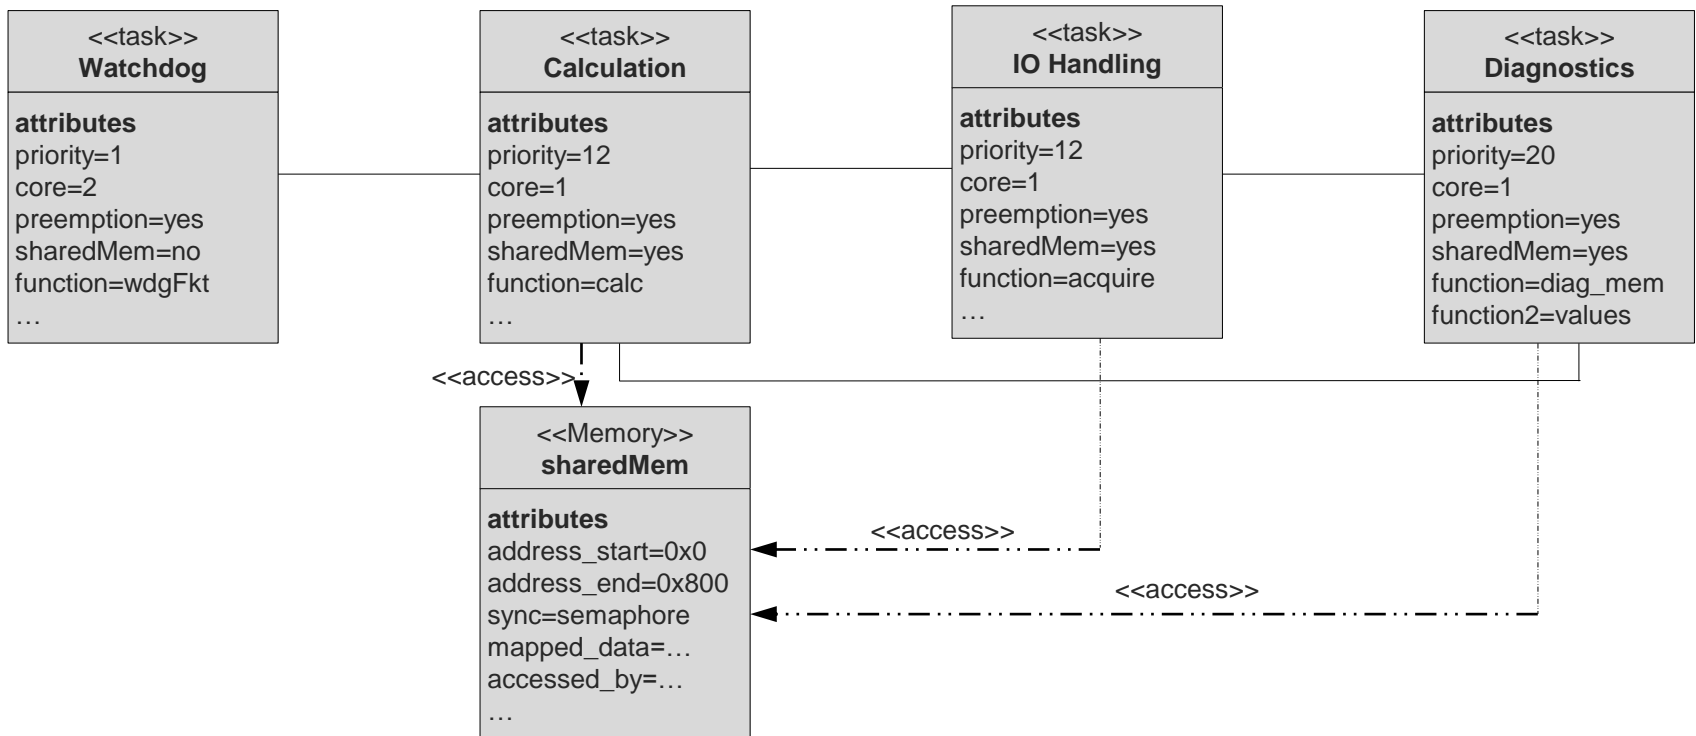 <<task>>
Watchdog
attributes
priority=1
core=2
preemption=yes
sharedMem=no
function=wdgFkt
…
<<task>>
Calculation
attributes
priority=12
core=1
preemption=yes
sharedMem=yes
function=calc
…
<<task>>
IO Handling
attributes
priority=12
core=1
preemption=yes
sharedMem=yes
function=acquire
…
<<task>>
Diagnostics
attributes
priority=20
core=1
preemption=yes
sharedMem=yes
function=diag_mem
function2=values
<<access>>
<<Memory>>
sharedMem
attributes
address_start=0x0
address_end=0x800
sync=semaphore
mapped_data=…
accessed_by=…
…
<<access>>
<<access>>